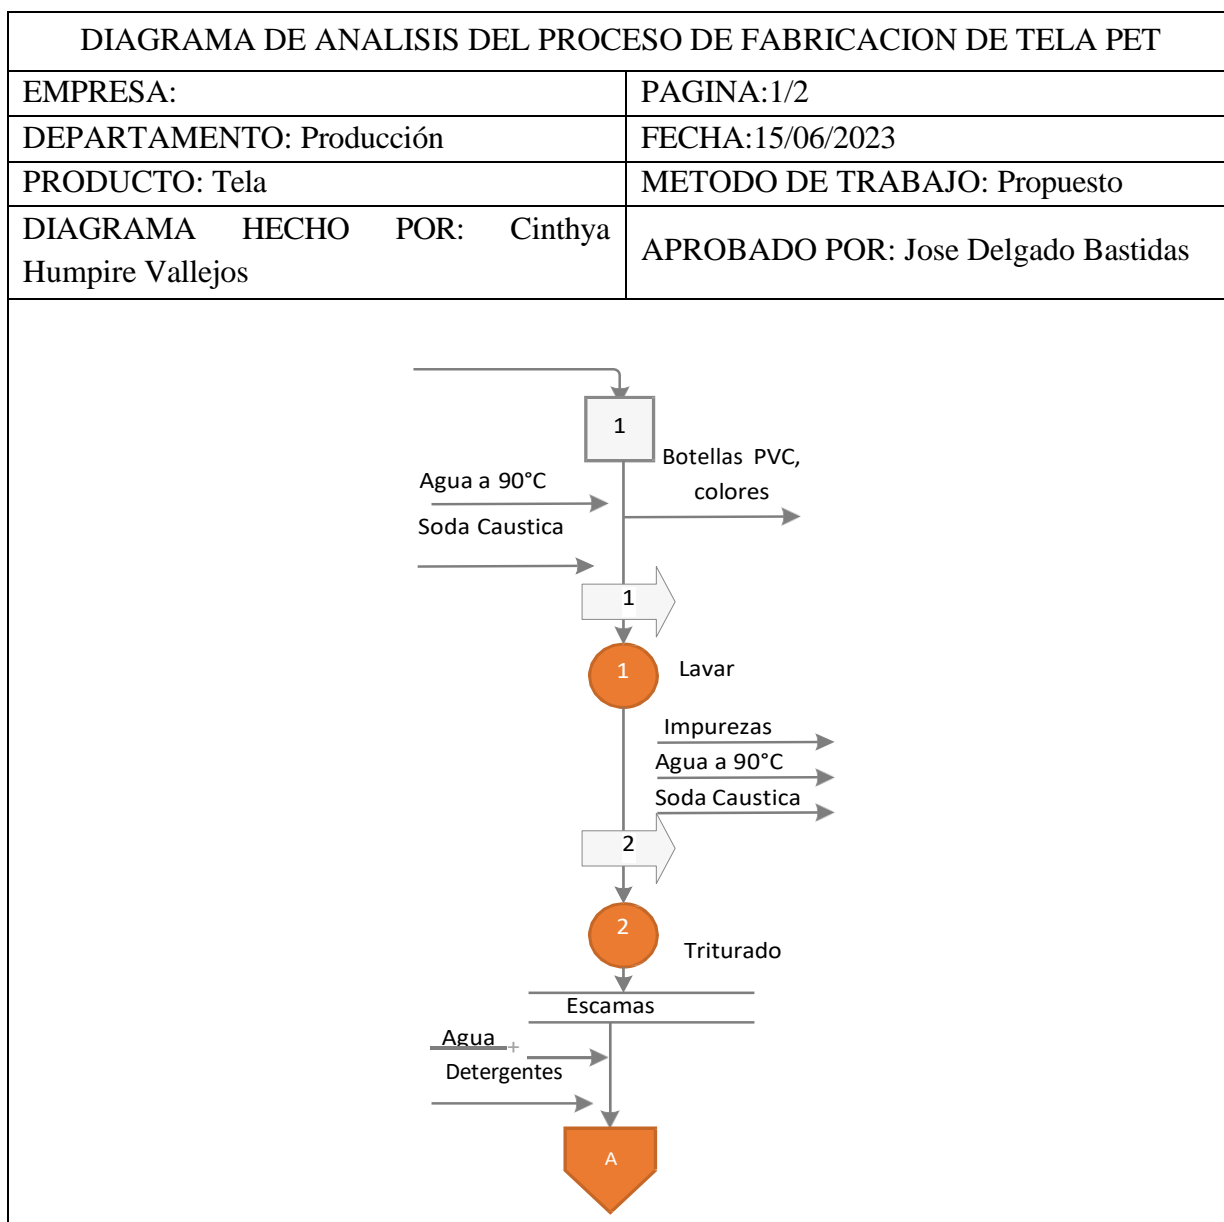 DIAGRAMA DE ANALISIS DEL PROCESO DE FABRICACION DE TELA PET
EMPRESA:
PAGINA:1/2
DEPARTAMENTO: Producción
FECHA:15/06/2023
PRODUCTO: Tela
METODO DE TRABAJO: Propuesto
DIAGRAMA HECHO POR: Cinthya
Humpire Vallejos
APROBADO POR: Jose Delgado Bastidas
1
Botellas PVC,
colores
Agua a 90°C
Soda Caustica
1
1
Lavar
Impurezas
Agua a 90°C
Soda Caustica
2
2
Triturado
Escamas
Agua +
Detergentes
A